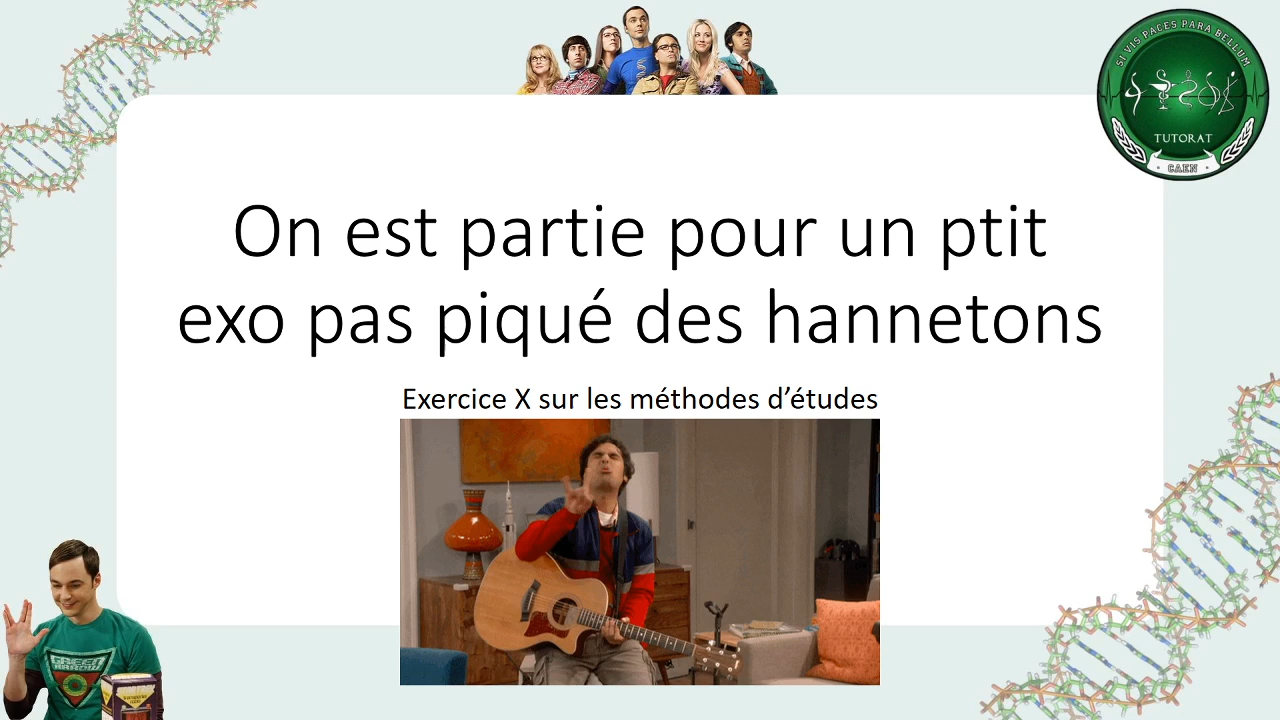 SI VIS PACES PARA BELLUM
TUTORAT
CAEN
On est partie pour un ptit
exo pas piqué des hannetons
Exercice X sur les méthodes d’études
GREEN